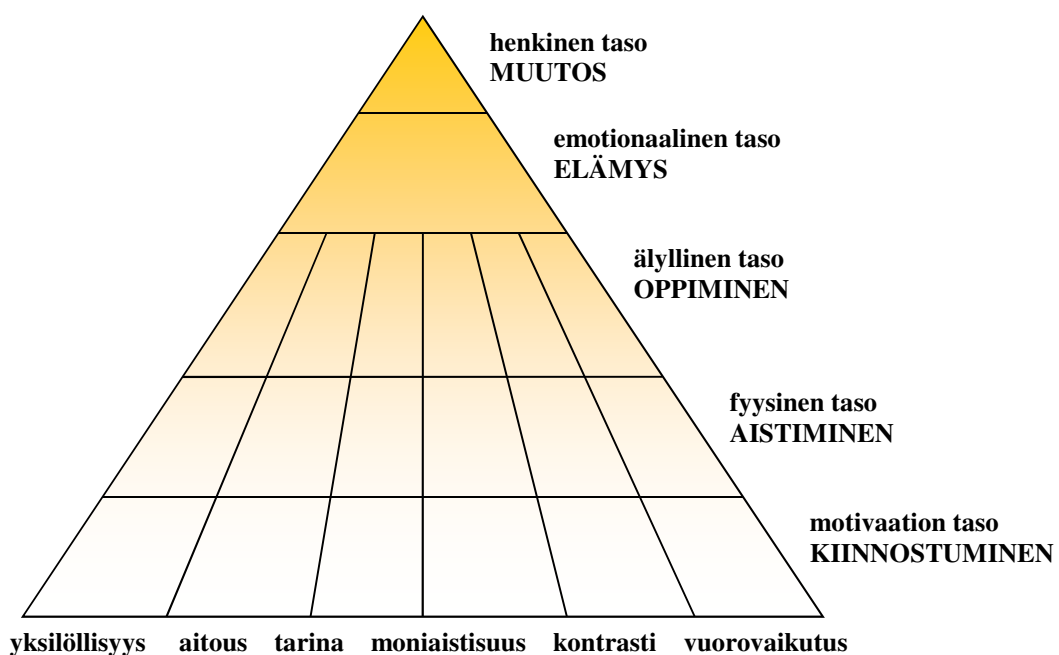 henkinen taso
MUUTOS
emotionaalinen taso
ELÄMYS
älyllinen taso
OPPIMINEN
fyysinen taso
AISTIMINEN
motivaation taso
KIINNOSTUMINEN
yksilöllisyys aitous tarina moniaistisuus kontrasti vuorovaikutus